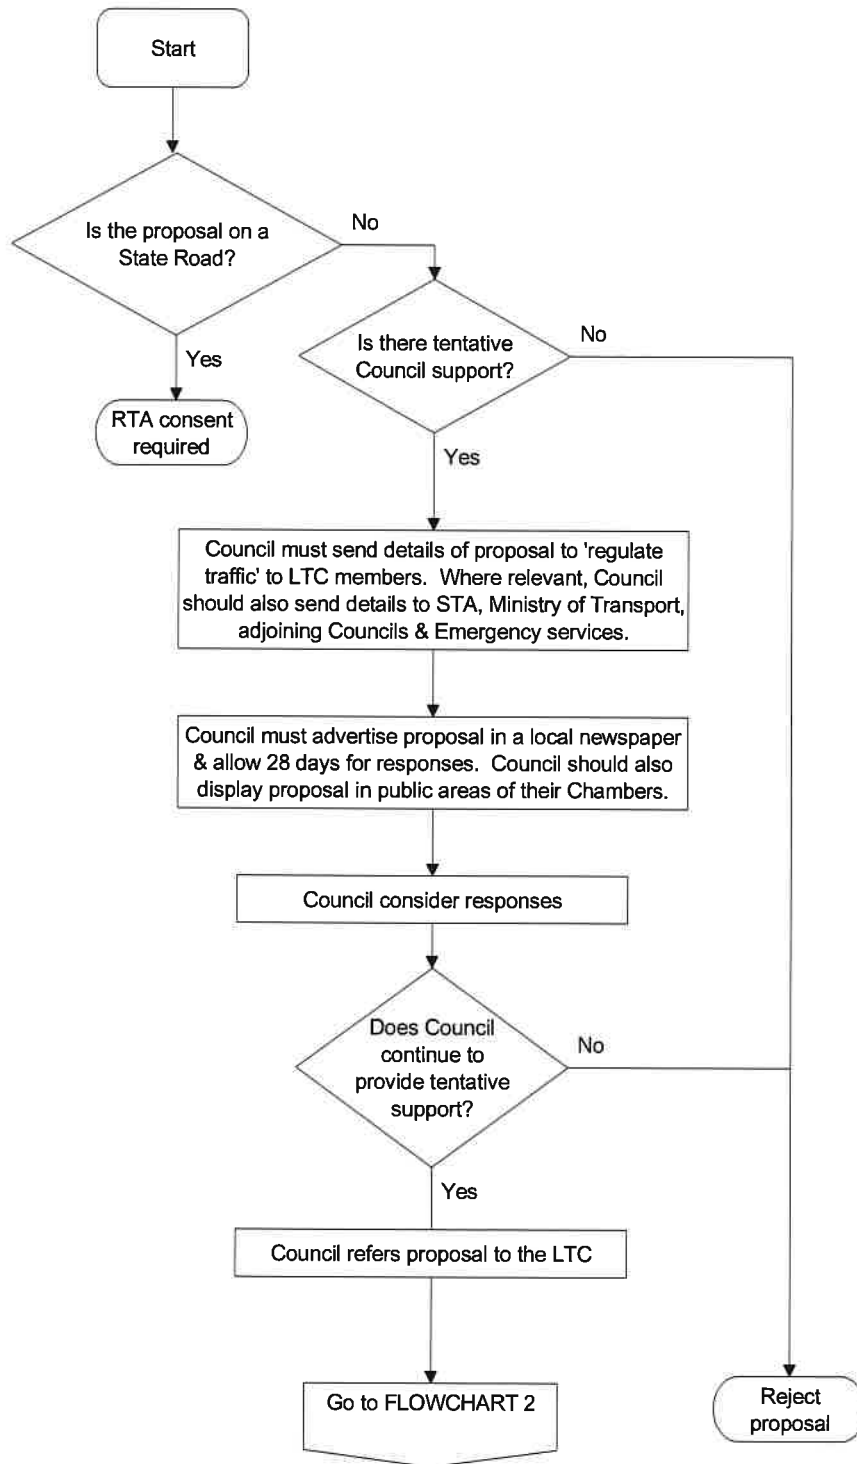 Start
Is the proposal on a
State Road?
No
Yes
RTA consent
required
Is there tentative
Council support?
No
Yes
Council must send details of proposal to 'regulate
traffic' to LTC members.  Where relevant, Council
should also send details to STA, Ministry of Transport,
adjoining Councils & Emergency services.
Council must advertise proposal in a local newspaper
& allow 28 days for responses.  Council should also
display proposal in public areas of their Chambers.
Council consider responses
Does Council
continue to
provide tentative
support?
No
Yes
Council refers proposal to the LTC
Go to FLOWCHART 2
Reject
proposal